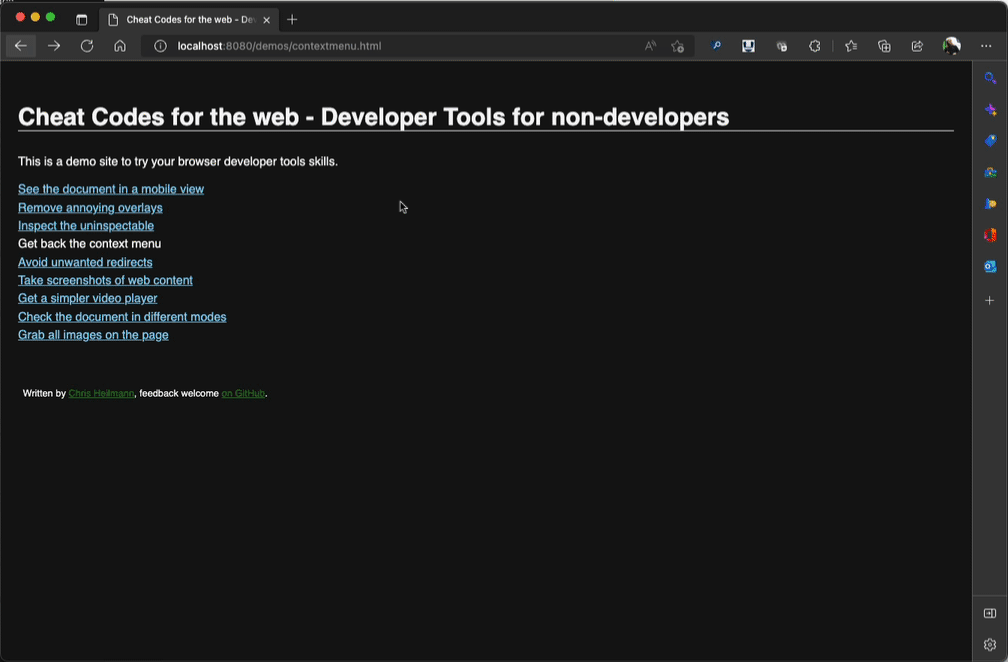 Cheat Codes for the web - De
localhost:8080/demos/contextmenu.html
Cheat Codes for the web - Developer Tools for non-developers
This is a demo site to try your browser developer tools skills.
See the document in a mobile view
Remove annoying overlays
Inspect the uninspectable
Get back the context menu
Avoid unwanted redirects
Take screenshots of web content
Get a simpler video player
Check the document in different modes
Grab all images on the page
Written by Chris Heilmann, feedback welcome on GitHub.